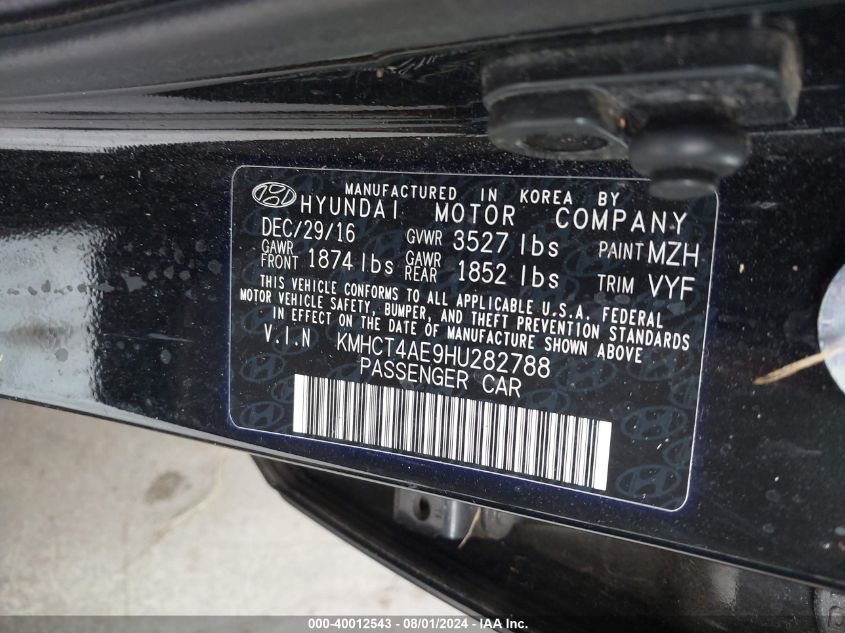 MANUFACTURED IN KOREA BY
HYUNDAI MOTOR COMPANY
DEC/29/16 GVWR 3527 lbs PAINT MZH
GAWR FRONT 1874 lbs GAWR REAR 1852 lbs TRIM VYF
THIS VEHICLE CONFORMS TO ALL APPLICABLE U.S.A. FEDERAL
MOTOR VEHICLE SAFETY, BUMPER, AND THEFT PREVENTION STANDARDS
IN EFFECT ON THE DATE OF MANUFACTURE SHOWN ABOVE
V.I.N KMHCT4AE9HU282788
PASSENGER CAR
000-40012543 - 08/01/2024 - IAAI.COM